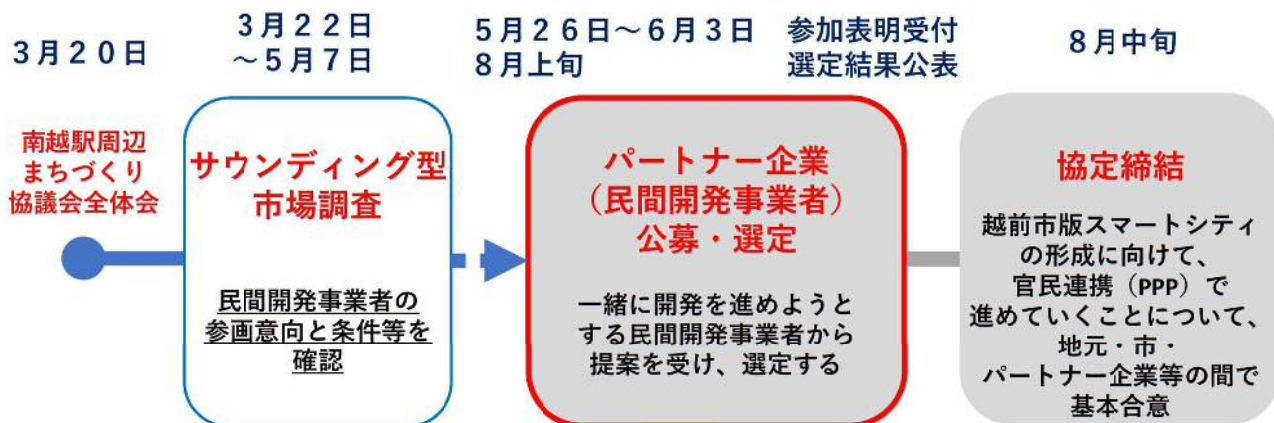 ３月２０日
３月２２日
～５月７日
５月２６日～６月３日　参加表明受付
８月上旬　選定結果公表
８月中旬
南越駅周辺
まちづくり
協議会全体会
サウンディング型
市場調査
民間開発事業者の
参画意向と条件等を
確認
パートナー企業
（民間開発事業者）
公募・選定
一緒に開発を進めようと
する民間開発事業者から
提案を受け、選定する
協定締結
越前市版スマートシティ
の形成に向けて、
官民連携（PPP）で
進めていくことについて、
地元・市・
パートナー企業等の間で
基本合意